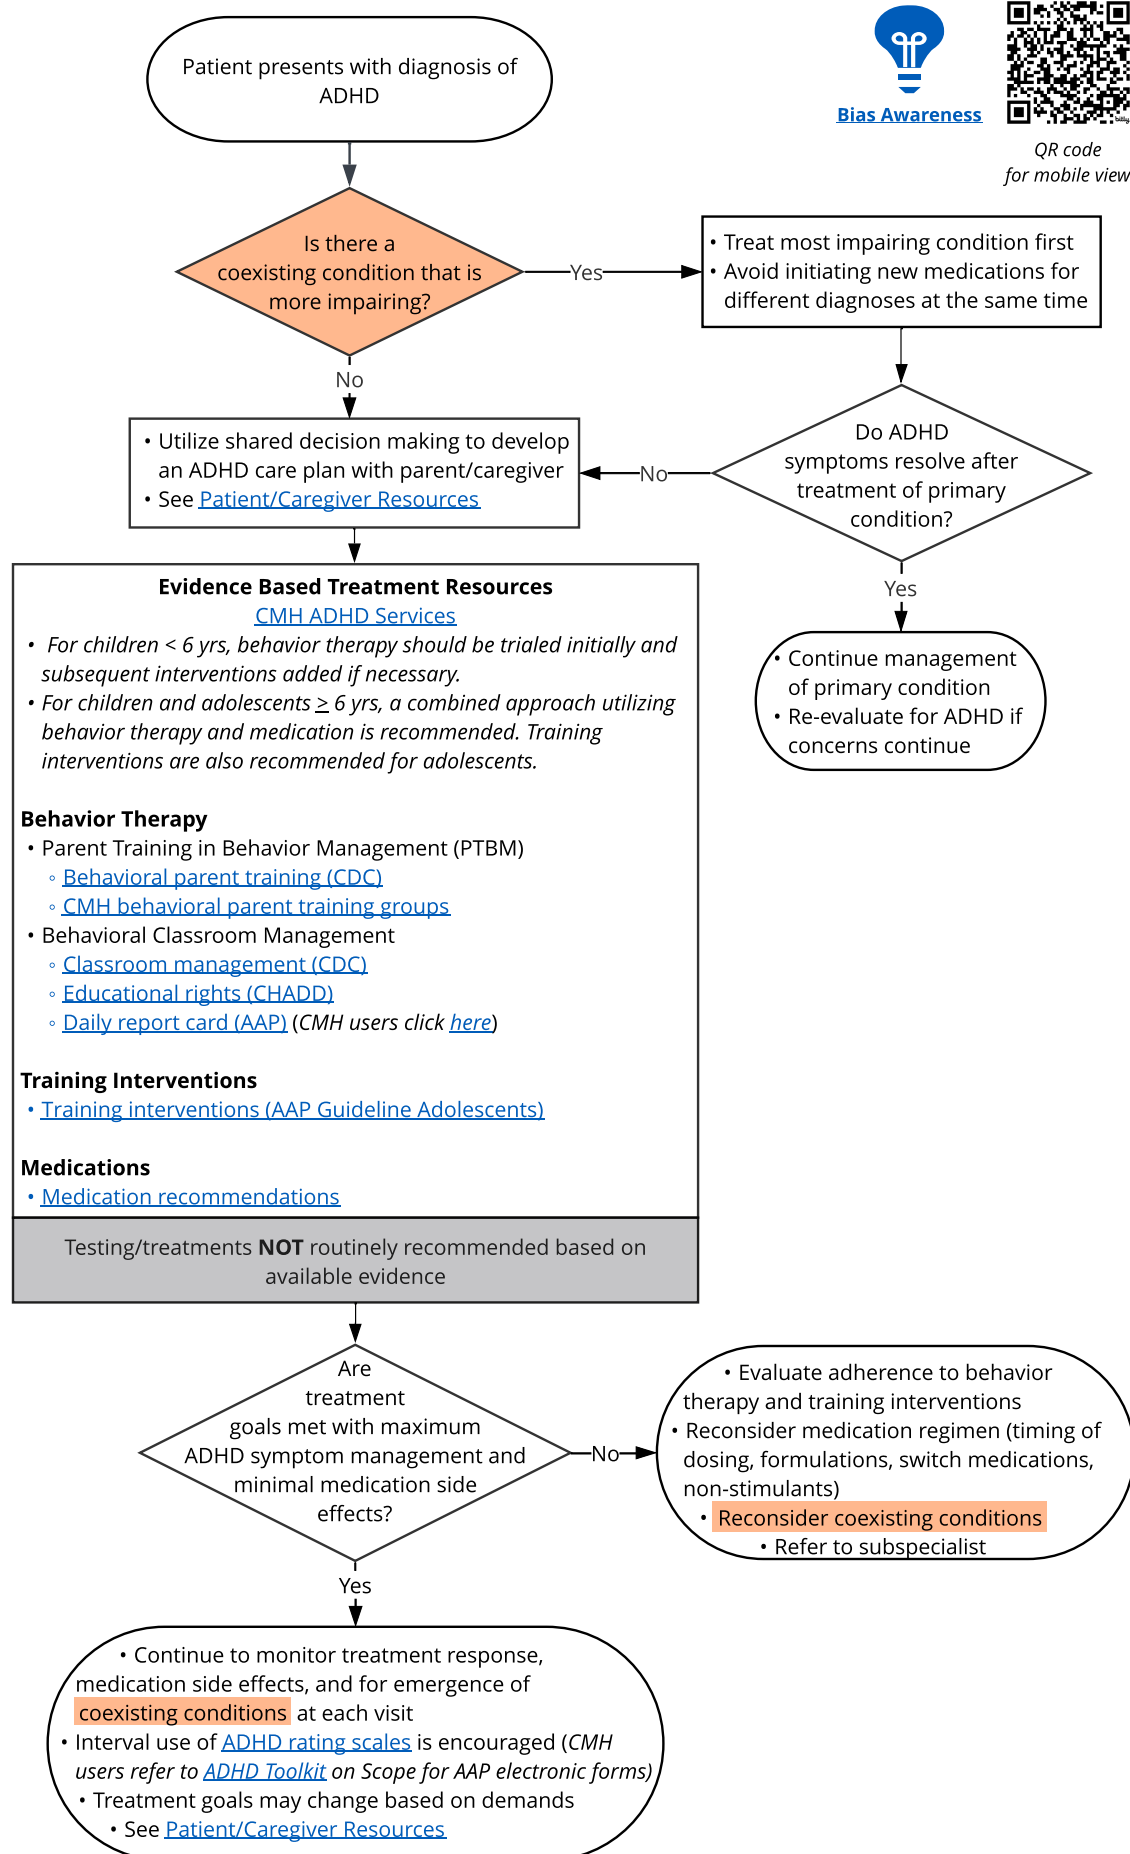 Patient presents with diagnosis of
ADHD
Bias Awareness
QR code
for mobile view
Is there a
coexisting condition that is
more impairing?
Yes
• Treat most impairing condition first
• Avoid initiating new medications for
different diagnoses at the same time
No
• Utilize shared decision making to develop
an ADHD care plan with parent/caregiver
• See Patient/Caregiver Resources
No
Do ADHD
symptoms resolve after
treatment of primary
condition?
Yes
• Continue management
of primary condition
• Re-evaluate for ADHD if
concerns continue
Evidence Based Treatment Resources
CMH ADHD Services
• For children < 6 yrs, behavior therapy should be trialed initially and
subsequent interventions added if necessary.
• For children and adolescents > 6 yrs, a combined approach utilizing
behavior therapy and medication is recommended. Training
interventions are also recommended for adolescents.
Behavior Therapy
• Parent Training in Behavior Management (PTBM)
◦ Behavioral parent training (CDC)
◦ CMH behavioral parent training groups
• Behavioral Classroom Management
◦ Classroom management (CDC)
◦ Educational rights (CHADD)
◦ Daily report card (AAP) (CMH users click here)
Training Interventions
• Training interventions (AAP Guideline Adolescents)
Medications
• Medication recommendations
Testing/treatments NOT routinely recommended based on
available evidence
Are
treatment
goals met with maximum
ADHD symptom management and
minimal medication side
effects?
No
• Evaluate adherence to behavior
therapy and training interventions
• Reconsider medication regimen (timing of
dosing, formulations, switch medications,
non-stimulants)
• Reconsider coexisting conditions
• Refer to subspecialist
Yes
• Continue to monitor treatment response,
medication side effects, and for emergence of
coexisting conditions at each visit
• Interval use of ADHD rating scales is encouraged (CMH
users refer to ADHD Toolkit on Scope for AAP electronic forms)
• Treatment goals may change based on demands
• See Patient/Caregiver Resources